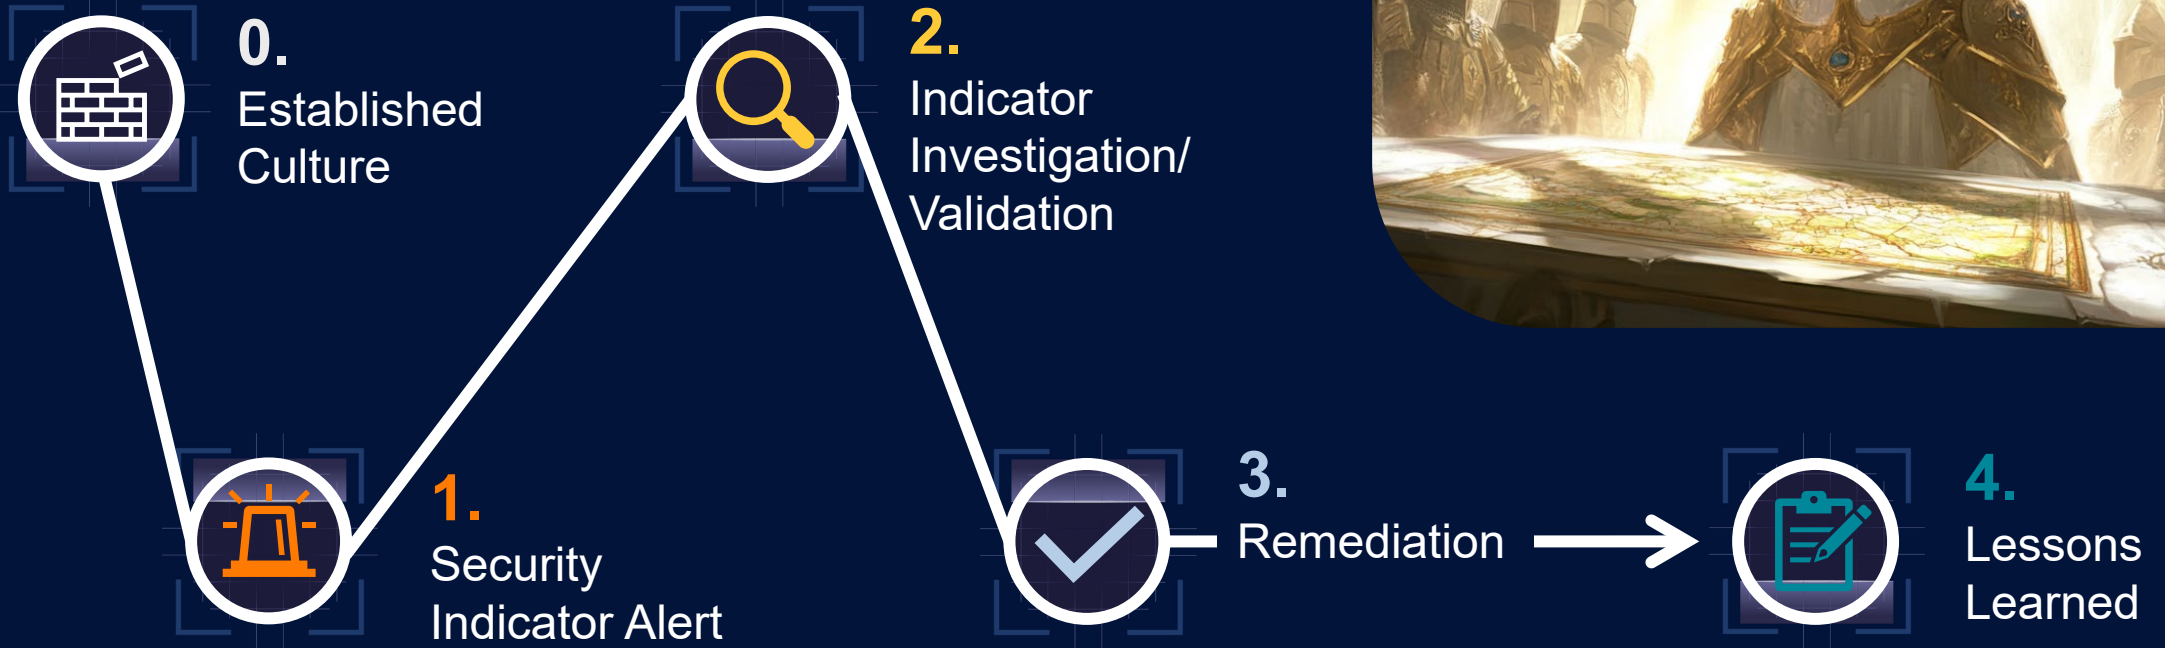 0.
Established
Culture
1.
Security
Indicator Alert
2.
Indicator
Investigation/
Validation
3.
Remediation
4.
Lessons
Learned